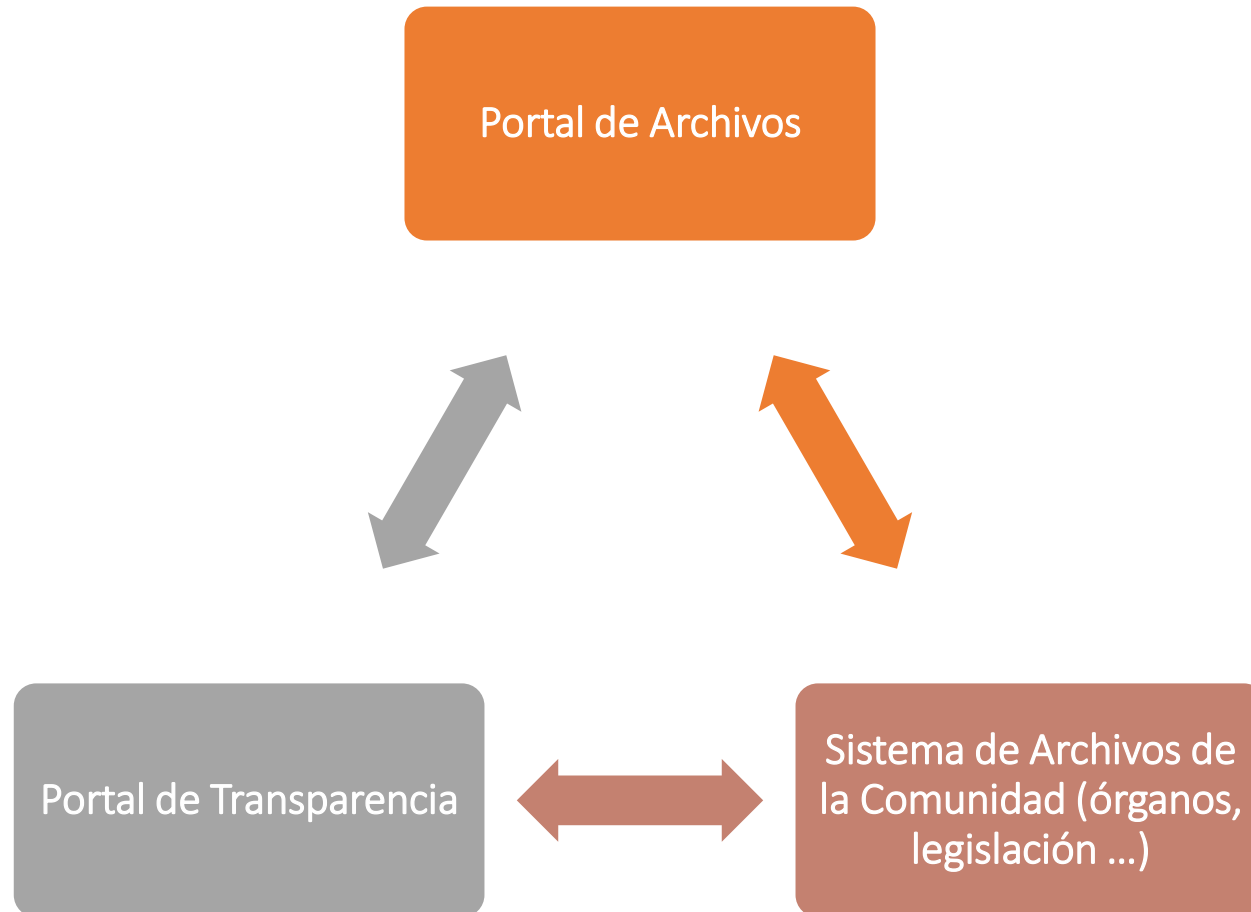 Portal de Archivos
Portal de Transparencia
Sistema de Archivos de
la Comunidad (órganos,
legislación ...)